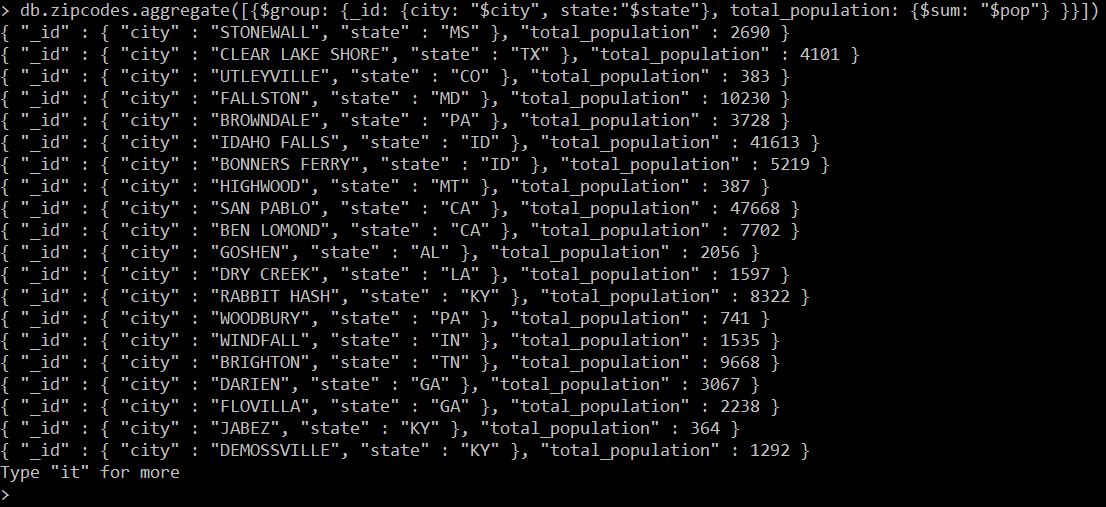 > db.zipcodes.aggregate([{$group: {_id: {city: "$city", state:"$state"}, total_population: {$sum: "$pop"} }}])
{ "_id" : { "city" : "STONEWALL", "state" : "MS" }, "total_population" : 2690 }
{ "_id" : { "city" : "CLEAR LAKE SHORE", "state" : "TX" }, "total_population" : 4101 }
{ "_id" : { "city" : "UTLEYVILLE", "state" : "CO" }, "total_population" : 383 }
{ "_id" : { "city" : "FALLSTON", "state" : "MD" }, "total_population" : 10230 }
{ "_id" : { "city" : "BROWNDALE", "state" : "PA" }, "total_population" : 3728 }
{ "_id" : { "city" : "IDAHO FALLS", "state" : "ID" }, "total_population" : 41613 }
{ "_id" : { "city" : "BONNERS FERRY", "state" : "ID" }, "total_population" : 5219 }
{ "_id" : { "city" : "HIGHWOOD", "state" : "MT" }, "total_population" : 387 }
{ "_id" : { "city" : "SAN PABLO", "state" : "CA" }, "total_population" : 47668 }
{ "_id" : { "city" : "BEN LOMOND", "state" : "CA" }, "total_population" : 7702 }
{ "_id" : { "city" : "GOSHEN", "state" : "AL" }, "total_population" : 2056 }
{ "_id" : { "city" : "DRY CREEK", "state" : "LA" }, "total_population" : 1597 }
{ "_id" : { "city" : "RABBIT HASH", "state" : "KY" }, "total_population" : 8322 }
{ "_id" : { "city" : "WOODBURY", "state" : "PA" }, "total_population" : 741 }
{ "_id" : { "city" : "WINDFALL", "state" : "IN" }, "total_population" : 1535 }
{ "_id" : { "city" : "BRIGHTON", "state" : "TN" }, "total_population" : 9668 }
{ "_id" : { "city" : "DARIEN", "state" : "GA" }, "total_population" : 3067 }
{ "_id" : { "city" : "FLOVILLA", "state" : "GA" }, "total_population" : 2238 }
{ "_id" : { "city" : "JABEZ", "state" : "KY" }, "total_population" : 364 }
{ "_id" : { "city" : "DEMOSSVILLE", "state" : "KY" }, "total_population" : 1292 }
Type "it" for more
>